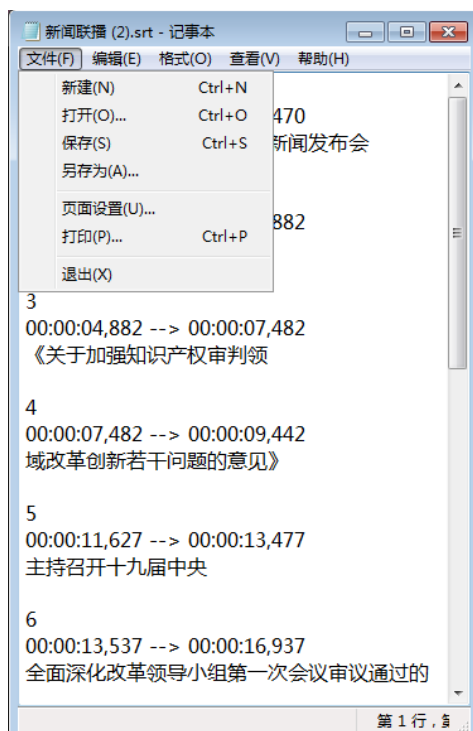 新闻联播 (2).srt - 记事本
文件(F) 编辑(E) 格式(O) 查看(V) 帮助(H)
新建(N) Ctrl+N
打开(O)... Ctrl+O
保存(S) Ctrl+S
另存为(A)...
页面设置(U)...
打印(P)... Ctrl+P
退出(X)
470
新闻发布会
882
3
00:00:04,882 --> 00:00:07,482
《关于加强知识产权审判领
4
00:00:07,482 --> 00:00:09,442
域改革创新若干问题的意见》
5
00:00:11,627 --> 00:00:13,477
主持召开十九届中央
6
00:00:13,537 --> 00:00:16,937
全面深化改革领导小组第一次会议审议通过的
第 1 行，